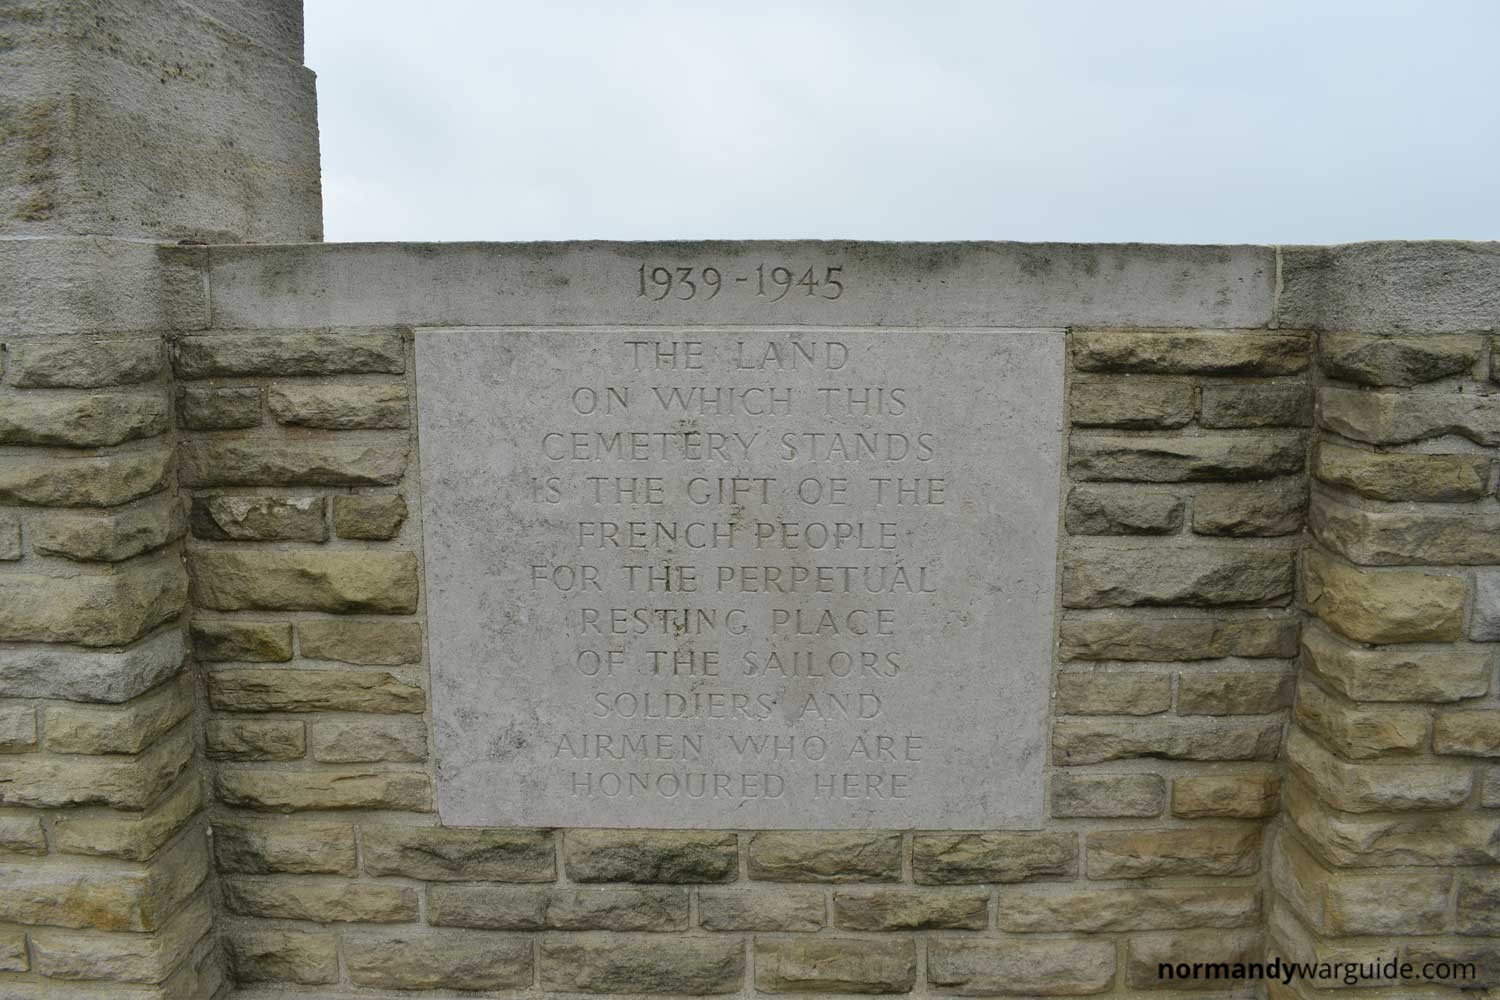 1939-1945
THE LAND
ON WHICH THIS
CEMETERY STANDS
IS THE GIFT OF THE
FRENCH PEOPLE
FOR THE PERPETUAL
RESTING PLACE
OF THE SAILORS
SOLDIERS AND
AIRMEN WHO ARE
HONOURED HERE
normandywarguide.com